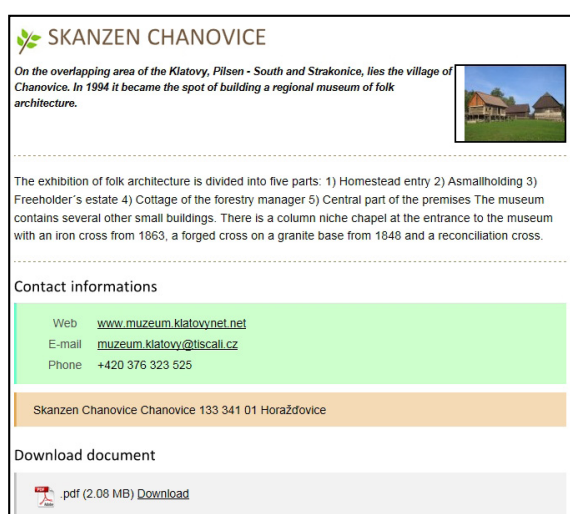 SKANZEN CHANOVICE
On the overlapping area of the Klatovy, Pilsen - South and Strakonice, lies the village of
Chanovice. In 1994 it became the spot of building a regional museum of folk
architecture.
The exhibition of folk architecture is divided into five parts: 1) Homestead entry 2) Asmallholding 3)
Freeholder´s estate 4) Cottage of the forestry manager 5) Central part of the premises The museum
contains several other small buildings. There is a column niche chapel at the entrance to the museum
with an iron cross from 1863, a forged cross on a granite base from 1848 and a reconciliation cross.
Contact informations
Web www.muzeum.klatovynet.net
E-mail muzeum.klatovy@tiscali.cz
Phone +420 376 323 525
Skanzen Chanovice Chanovice 133 341 01 Horažďovice
Download document
PDF Adobe .pdf (2.08 MB) Download